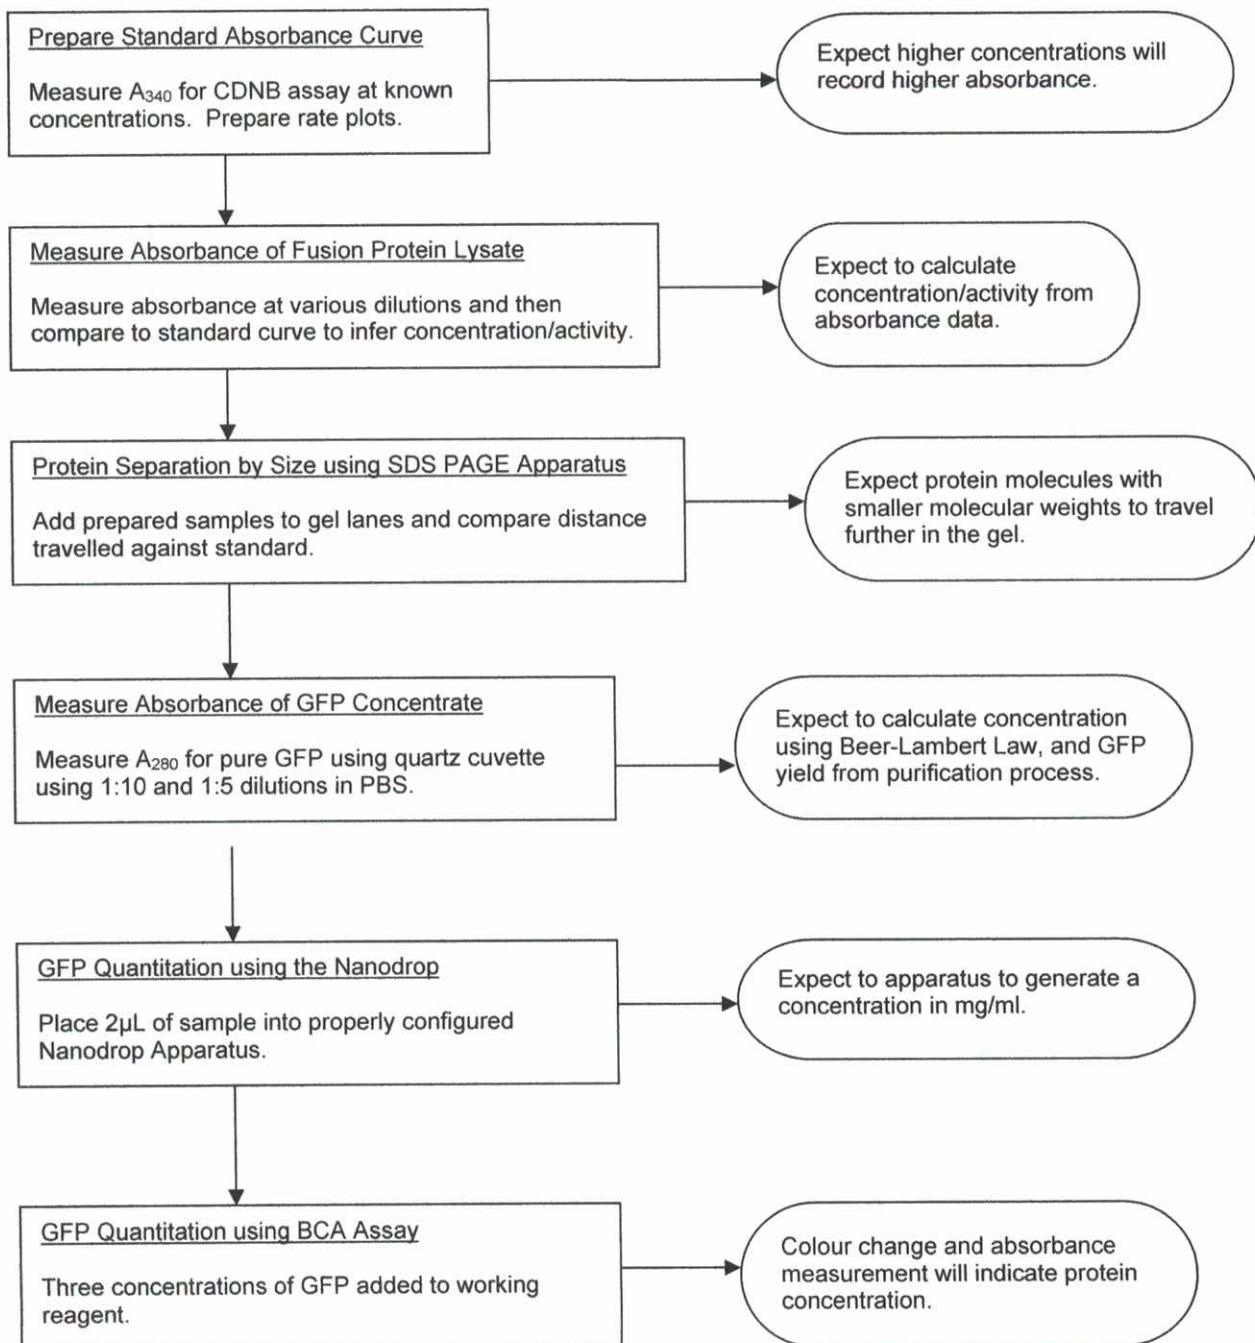 Prepare Standard Absorbance Curve
Measure A₃₄₀ for CDNB assay at known
concentrations. Prepare rate plots.
Expect higher concentrations will
record higher absorbance.
Measure Absorbance of Fusion Protein Lysate
Measure absorbance at various dilutions and then
compare to standard curve to infer concentration/activity.
Expect to calculate
concentration/activity from
absorbance data.
Protein Separation by Size using SDS PAGE Apparatus
Add prepared samples to gel lanes and compare distance
travelled against standard.
Expect protein molecules with
smaller molecular weights to travel
further in the gel.
Measure Absorbance of GFP Concentrate
Measure A₂₈₀ for pure GFP using quartz cuvette
using 1:10 and 1:5 dilutions in PBS.
Expect to calculate concentration
using Beer-Lambert Law, and GFP
yield from purification process.
GFP Quantitation using the Nanodrop
Place 2µL of sample into properly configured
Nanodrop Apparatus.
Expect to apparatus to generate a
concentration in mg/ml.
GFP Quantitation using BCA Assay
Three concentrations of GFP added to working
reagent.
Colour change and absorbance
measurement will indicate protein
concentration.